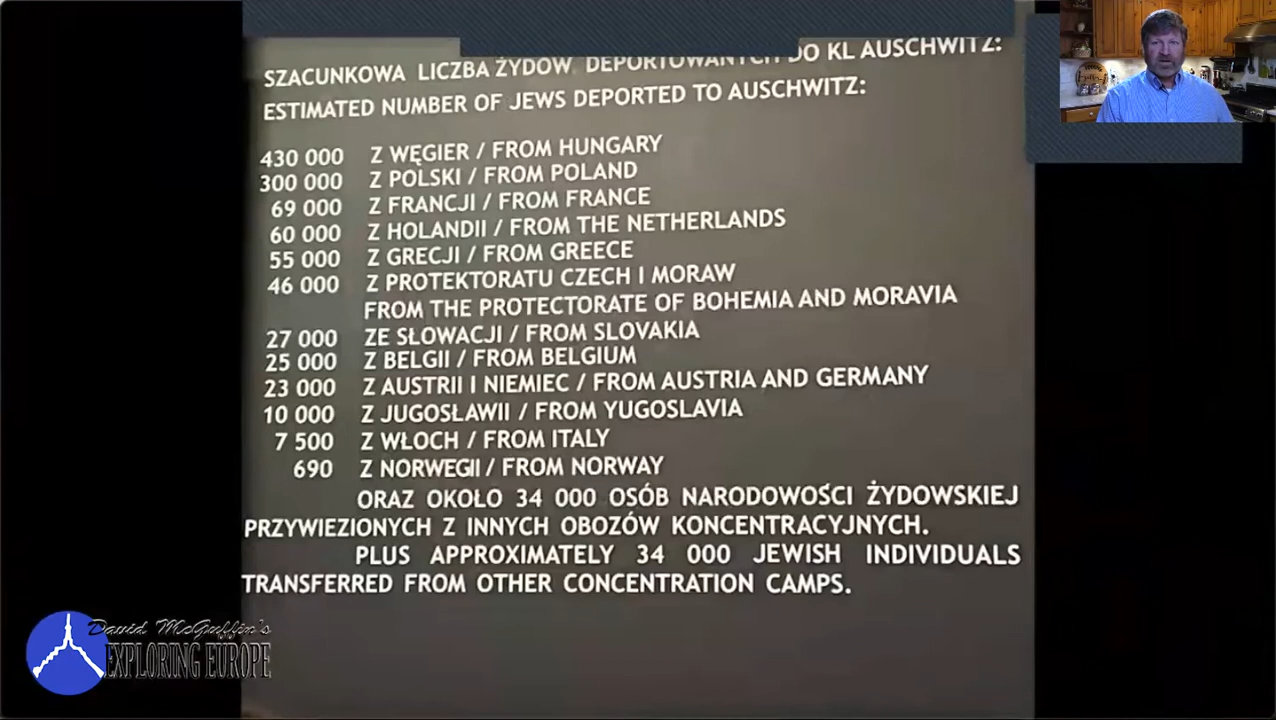 SZACUNKOWA LICZBA ŻYDÓW, DEPORTOWANYCH DO KL AUSCHWITZ:
ESTIMATED NUMBER OF JEWS DEPORTED TO AUSCHWITZ:
430 000 Z WĘGIER / FROM HUNGARY
300 000 Z POLSKI / FROM POLAND
69 000 Z FRANCJI / FROM FRANCE
60 000 Z HOLANDII / FROM THE NETHERLANDS
55 000 Z GRECJI / FROM GREECE
46 000 Z PROTEKTORATU CZECH I MORAW
FROM THE PROTECTORATE OF BOHEMIA AND MORAVIA
27 000 ZE SŁOWACJI / FROM SLOVAKIA
25 000 Z BELGII / FROM BELGIUM
23 000 Z AUSTRII I NIEMIEC / FROM AUSTRIA AND GERMANY
10 000 Z JUGOSŁAWII / FROM YUGOSLAVIA
7 500 Z WŁOCH / FROM ITALY
690 Z NORWEGII / FROM NORWAY
ORAZ OKOŁO 34 000 OSÓB NARODOWOŚCI ŻYDOWSKIEJ
PRZYWIEZIONYCH Z INNYCH OBOZÓW KONCENTRACYJNYCH.
PLUS APPROXIMATELY 34 000 JEWISH INDIVIDUALS
TRANSFERRED FROM OTHER CONCENTRATION CAMPS.
David McGuffin's
EXPLORING EUROPE